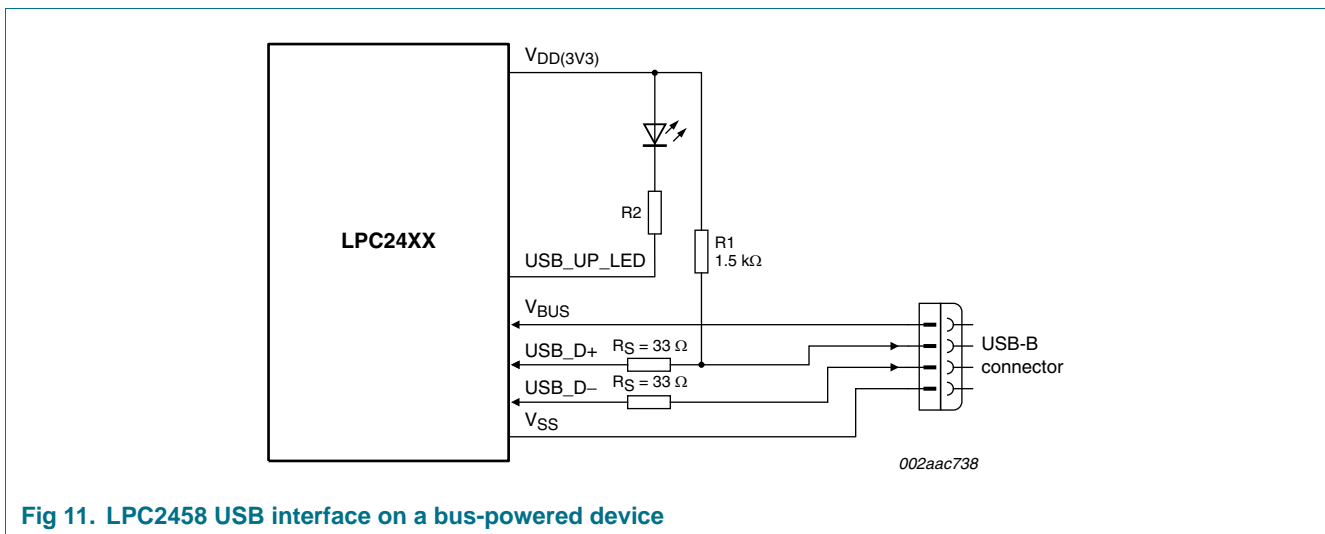 V_DD(3V3)
R2
LPC24XX
R1
1.5 kΩ
USB_UP_LED
V_BUS
USB_D+ R_S = 33 Ω
USB-B
connector
USB_D– R_S = 33 Ω
V_SS
002aac738
Fig 11. LPC2458 USB interface on a bus-powered device